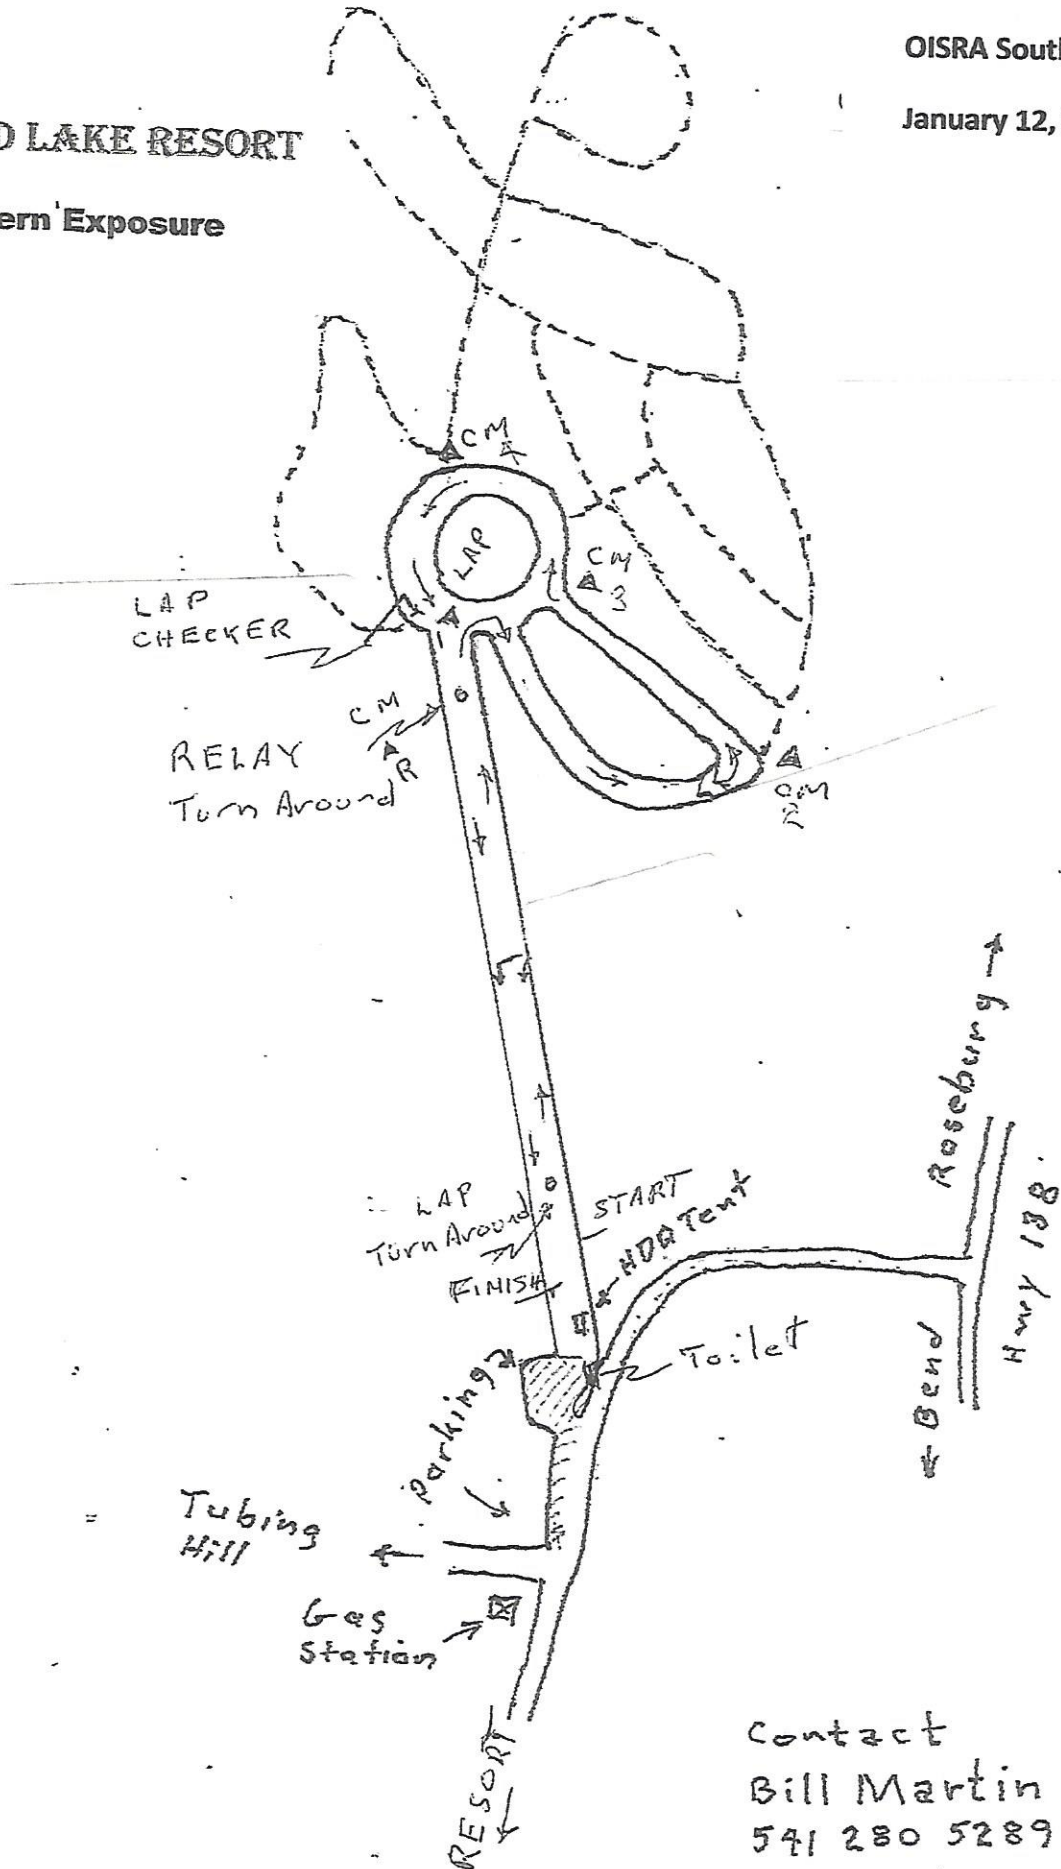 OISRA South
January 12,
D LAKE RESORT
ern Exposure
CM
4
LAP
CM
3
LAP
CHECKER
CM
R
RELAY
Turn Around
CM
2
Roseburg
Hwy 138
Bend
LAP
Turn Around
START
HDQ Tent
FINISH
Toilet
Parking
Tubing
Hill
Gas
Station
RESORT
Contact
Bill Martin
541 280 5289